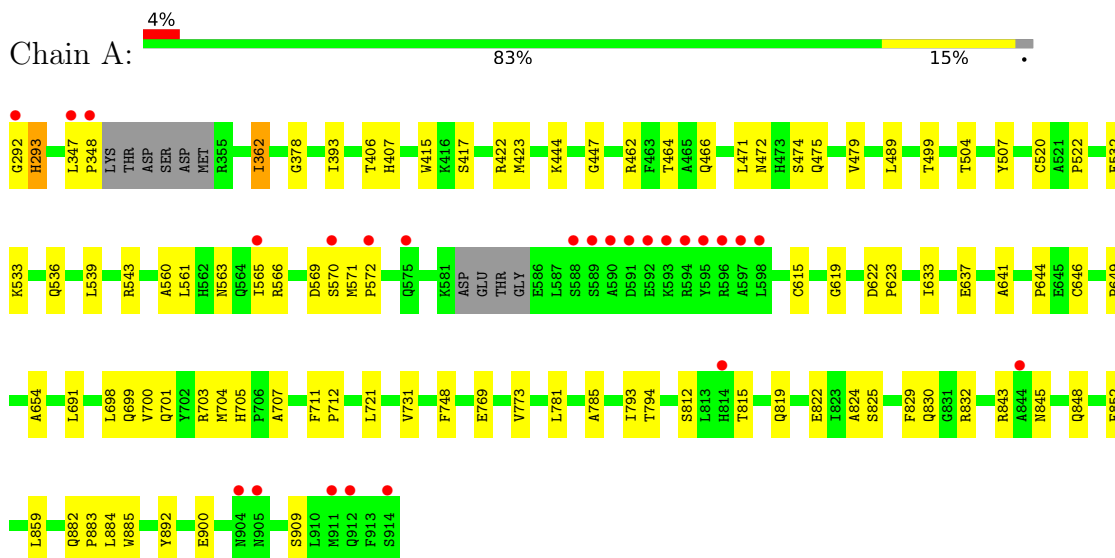 4%
Chain A:
83% 15% •
G292 H293 L347 P348 LYS THR ASP SER ASP MET R355 I362 G378 I393 T406 H407 W415 K416 S417 R422 M423 K444 G447 R462 F463 T464 A465 Q466 L471 N472 H473 S474 Q475 V479 L489 T499 T504 Y507 C520 A521 P522
K533 Q536 L539 R543 A560 L561 H562 N563 Q564 I565 R566 D569 S570 M571 P572 Q575 K581 ASP GLU THR GLY E586 L587 S588 S589 A590 D591 E592 K593 R594 Y595 R596 A597 L598 C615 G619 D622 P623 I633 E637 A641 P644 E645 C646
A654 L691 L698 Q699 V700 Q701 Y702 R703 M704 H705 P706 A707 F711 P712 L721 V731 F748 E769 V773 L781 A785 I793 T794 S812 L813 H814 T815 Q819 E822 I823 A824 S825 F829 Q830 G831 R832 R843 A844 N845 Q848
L859 Q882 P883 L884 W885 Y892 E900 N904 N905 S909 L910 M911 Q912 F913 S914